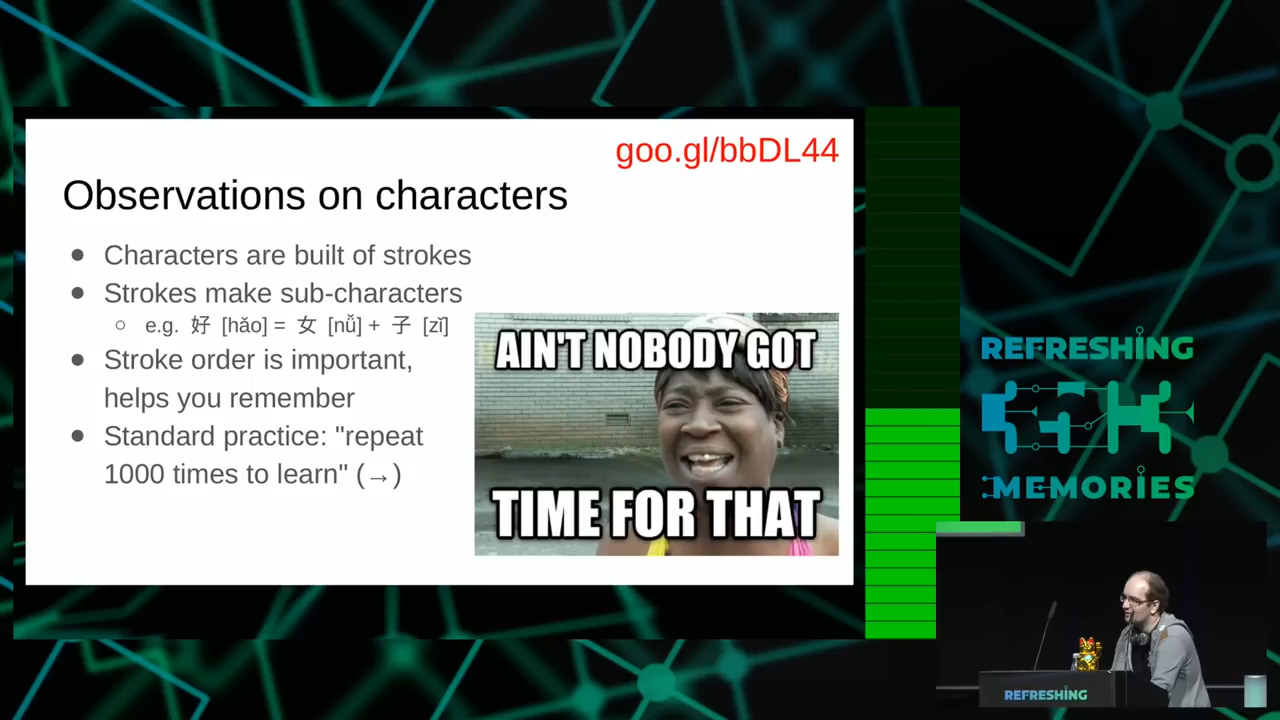 goo.gl/bbDL44
Observations on characters
● Characters are built of strokes
● Strokes make sub-characters
○ e.g. 好 [hǎo] = 女 [nǚ] + 子 [zǐ]
● Stroke order is important,
helps you remember
● Standard practice: "repeat
1000 times to learn" (→)
AIN'T NOBODY GOT
TIME FOR THAT
REFRESHING
35C3
MEMORIES
REFRESHING